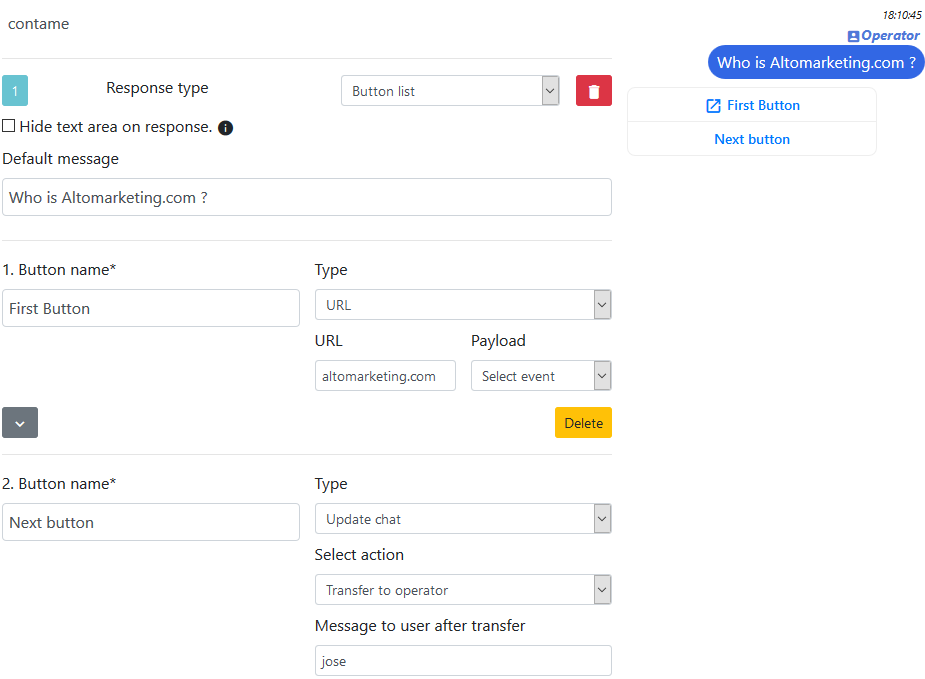 contame
18:10:45
Operator
Who is Altomarketing.com ?
First Button
Next button
1
Response type
Button list
Hide text area on response.
Default message
Who is Altomarketing.com ?
1. Button name*
Type
First Button
URL
URL
Payload
altomarketing.com
Select event
Delete
2. Button name*
Type
Next button
Update chat
Select action
Transfer to operator
Message to user after transfer
jose